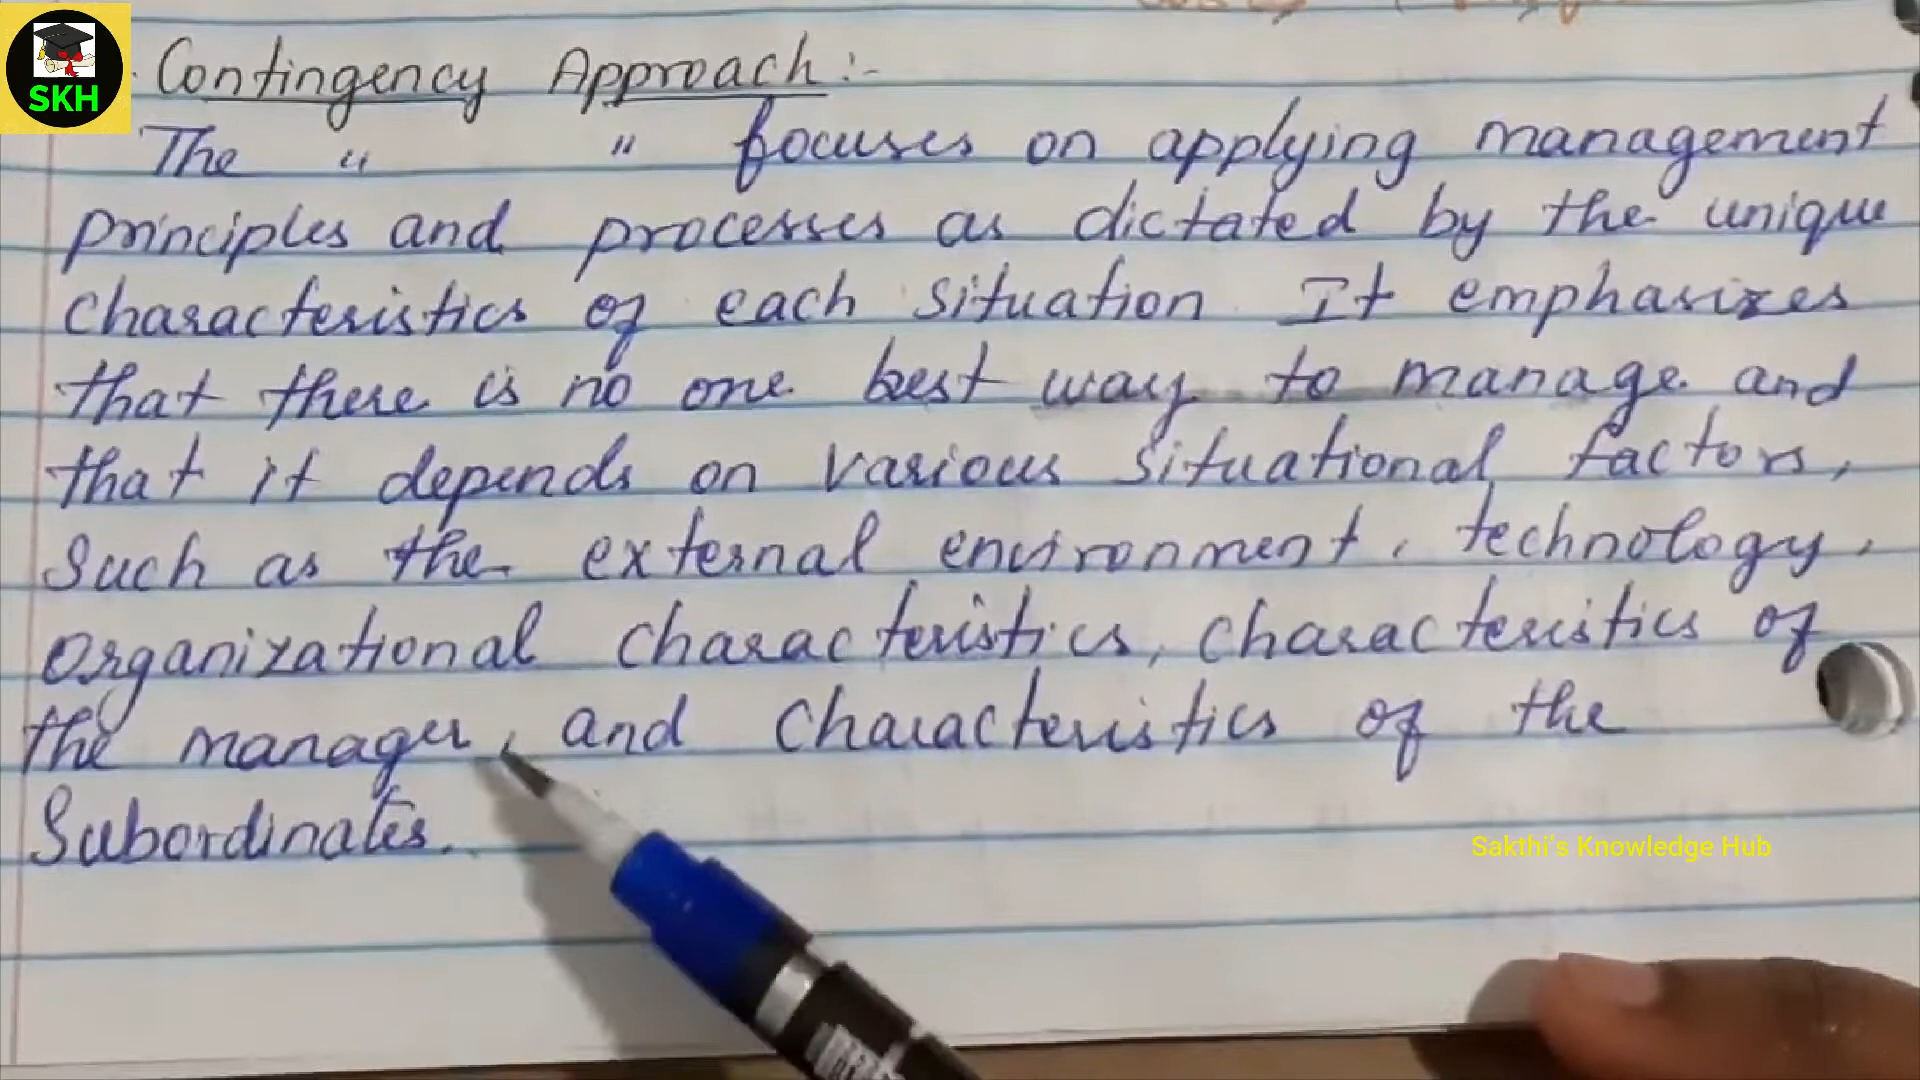 SKH
Contingency Approach :-
The " " focuses on applying management
principles and processes as dictated by the unique
characteristics of each situation. It emphasizes
that there is no one best way to manage and
that it depends on various situational factors,
Such as the external environment, technology,
Organizational characteristics, characteristics of
the manager, and characteristics of the
Subordinates.
Sakthi's Knowledge Hub